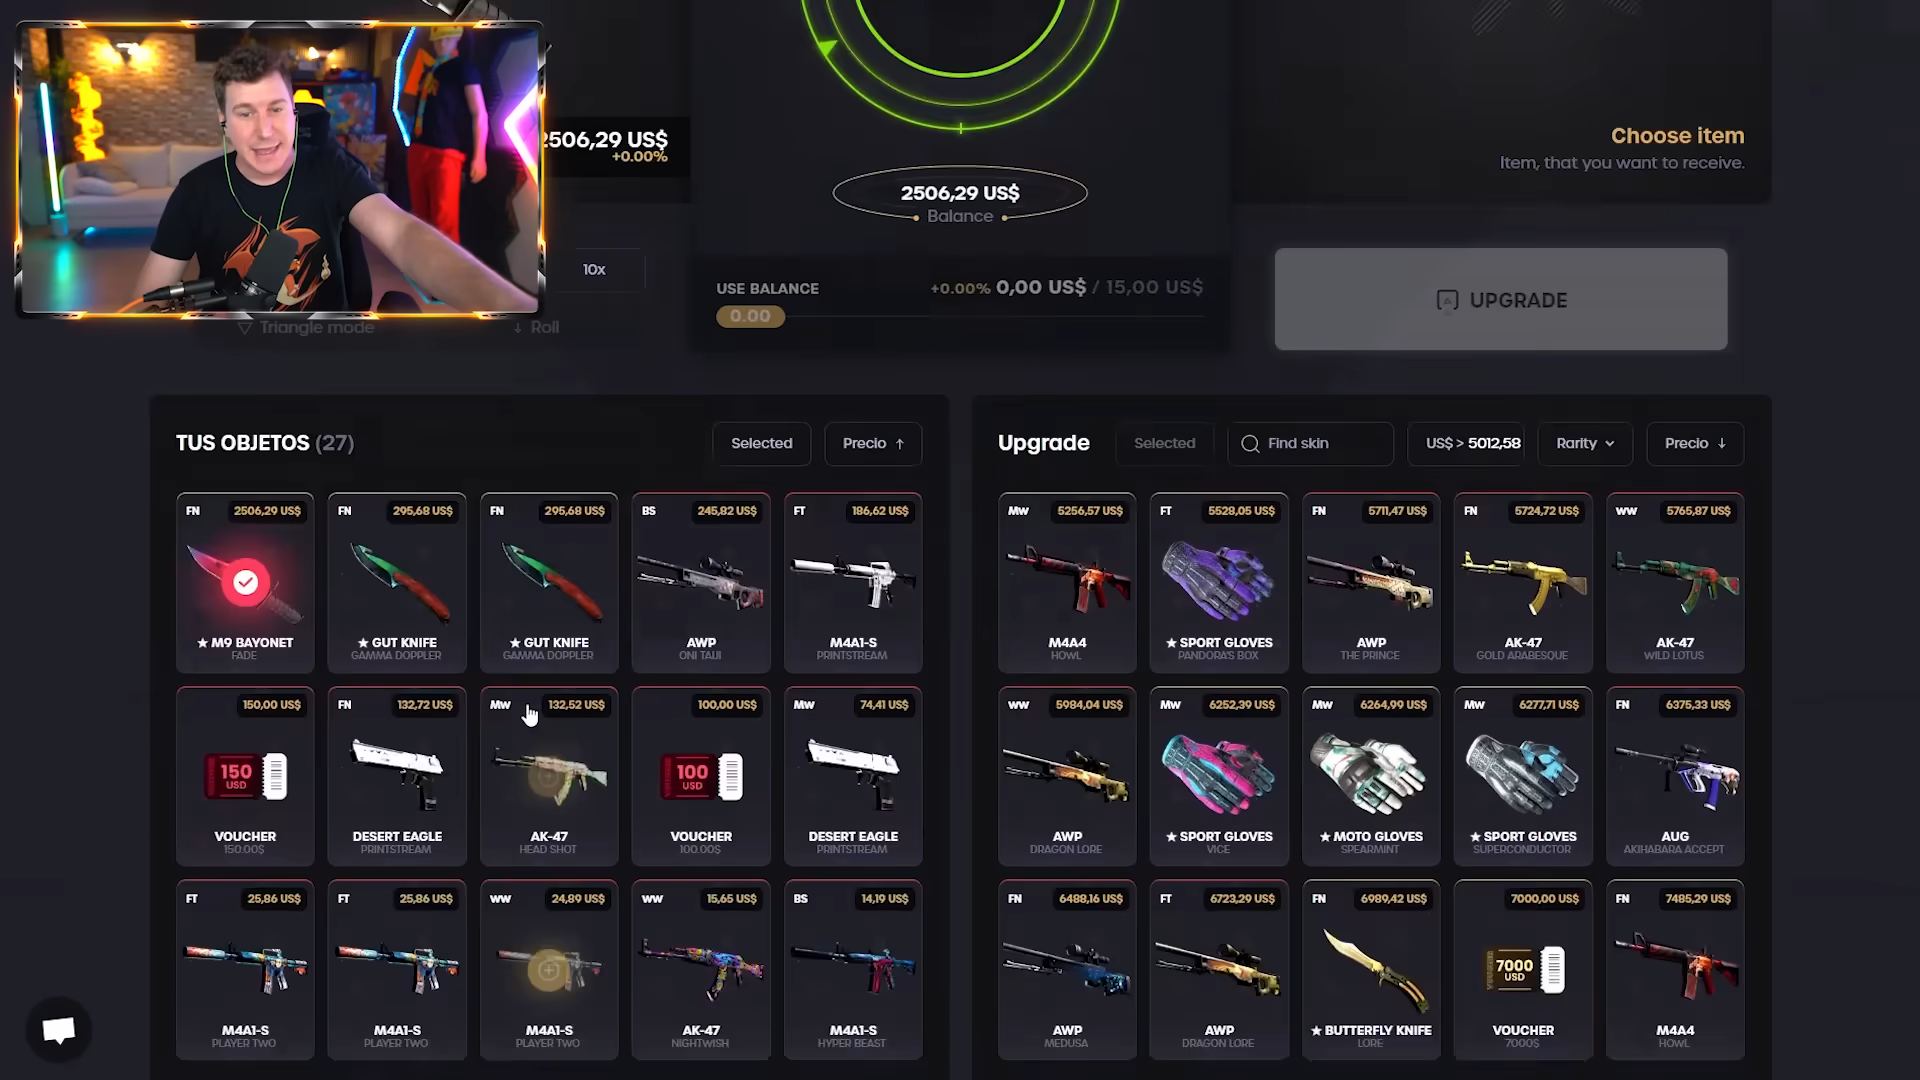 2506,29 US$
+0.00%
10x
Triangle mode
↓ Roll
2506,29 US$
Balance
USE BALANCE
+0.00% 0,00 US$ / 15,00 US$
0.00
Choose item
Item, that you want to receive.
UPGRADE
TUS OBJETOS (27)
Selected
Precio ↑
FN 2506,29 US$
★ M9 BAYONET
FADE
FN 295,68 US$
★ GUT KNIFE
GAMMA DOPPLER
FN 295,68 US$
★ GUT KNIFE
GAMMA DOPPLER
BS 245,82 US$
AWP
ONI TAIJI
FT 186,62 US$
M4A1-S
PRINTSTREAM
150,00 US$
150
USD
VOUCHER
150.00$
FN 132,72 US$
DESERT EAGLE
PRINTSTREAM
MW 132,52 US$
AK-47
HEAD SHOT
100,00 US$
100
USD
VOUCHER
100.00$
MW 74,41 US$
DESERT EAGLE
PRINTSTREAM
FT 25,86 US$
M4A1-S
PLAYER TWO
FT 25,86 US$
M4A1-S
PLAYER TWO
WW 24,89 US$
M4A1-S
PLAYER TWO
WW 15,65 US$
AK-47
NIGHTWISH
BS 14,19 US$
M4A1-S
HYPER BEAST
Upgrade
Selected
Find skin
US$ > 5012,58
Rarity
Precio ↓
MW 5256,57 US$
M4A4
HOWL
FT 5528,05 US$
★ SPORT GLOVES
PANDORA'S BOX
FN 5711,47 US$
AWP
THE PRINCE
FN 5724,72 US$
AK-47
GOLD ARABESQUE
WW 5765,87 US$
AK-47
WILD LOTUS
WW 5984,04 US$
AWP
DRAGON LORE
MW 6252,39 US$
★ SPORT GLOVES
VICE
MW 6264,99 US$
★ MOTO GLOVES
SPEARMINT
MW 6277,71 US$
★ SPORT GLOVES
SUPERCONDUCTOR
FN 6375,33 US$
AUG
AKIHABARA ACCEPT
FN 6488,16 US$
AWP
MEDUSA
FT 6723,29 US$
AWP
DRAGON LORE
FN 6989,42 US$
★ BUTTERFLY KNIFE
LORE
7000,00 US$
7000
USD
VOUCHER
7000$
FN 7485,29 US$
M4A4
HOWL